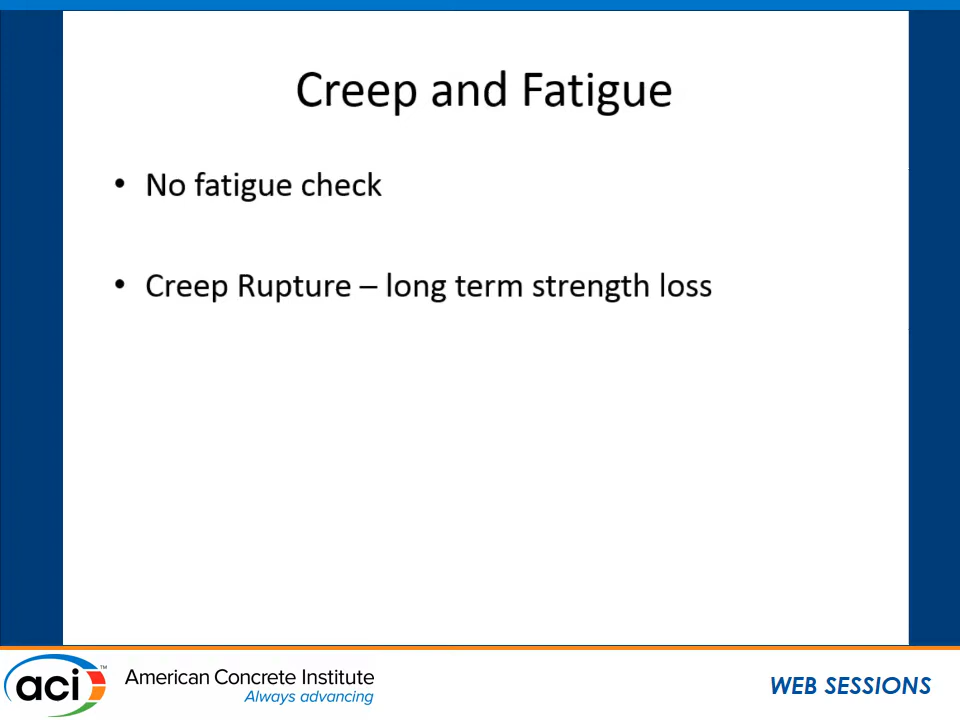 Creep and Fatigue
• No fatigue check
• Creep Rupture – long term strength loss
aci™
American Concrete Institute
Always advancing
WEB SESSIONS